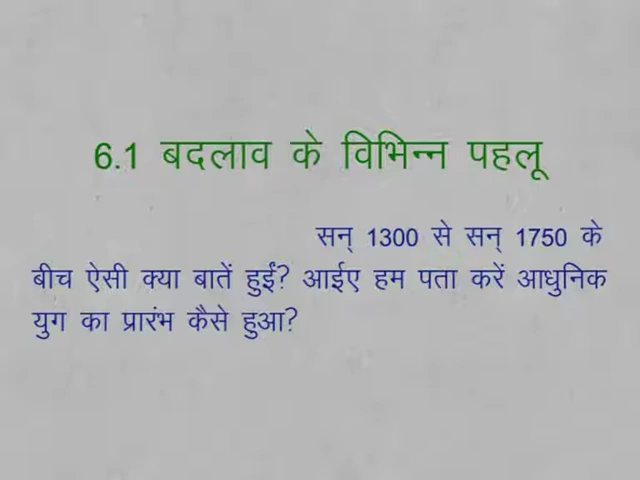 6.1 बदलाव के विभिन्न पहलू
सन् 1300 से सन् 1750 के
बीच ऐसी क्या बातें हुईं? आईए हम पता करें आधुनिक
युग का प्रारंभ कैसे हुआ?